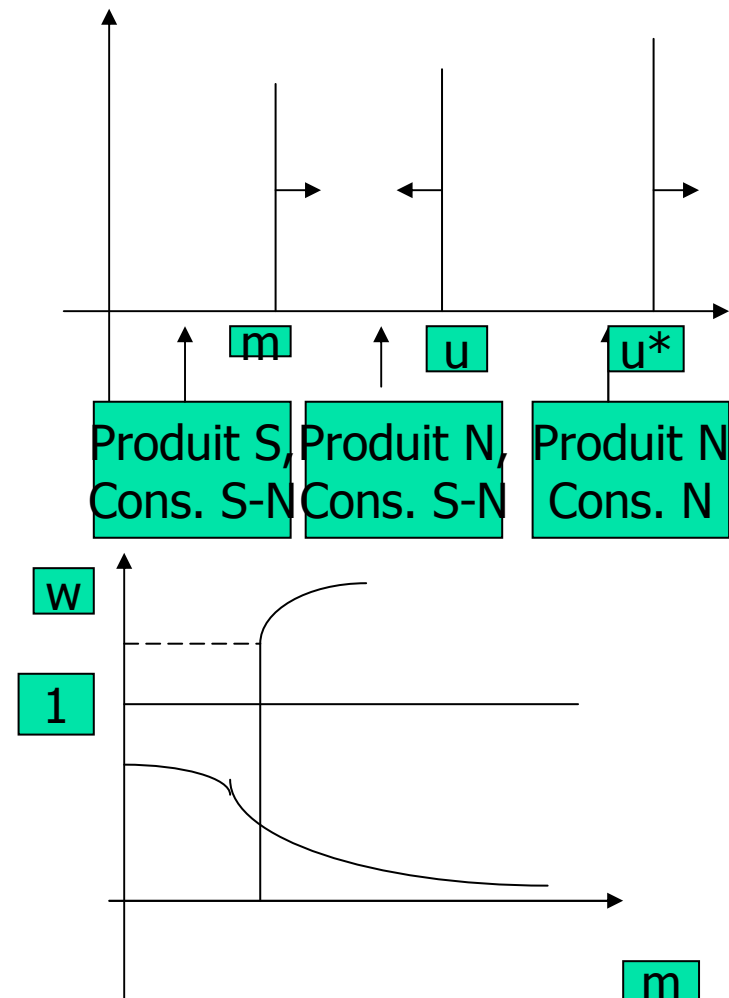 m
u
u*
Produit S,
Cons. S-N
Produit N,
Cons. S-N
Produit N
Cons. N
w
1
m